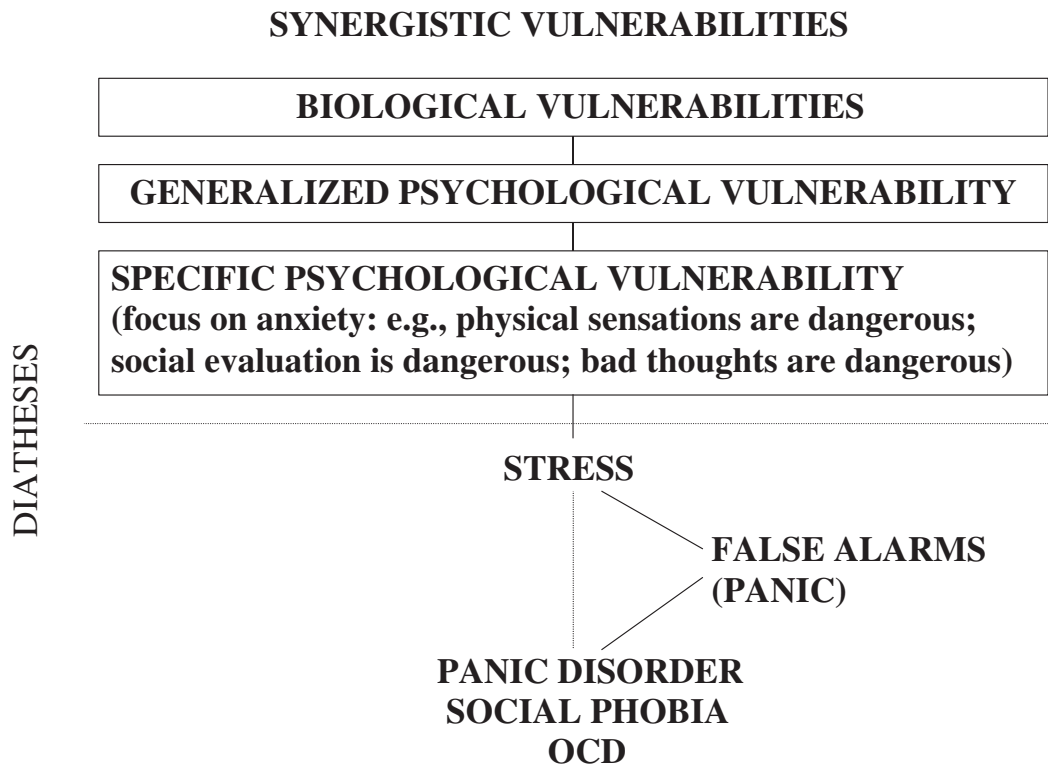 SYNERGISTIC VULNERABILITIES
BIOLOGICAL VULNERABILITIES
GENERALIZED PSYCHOLOGICAL VULNERABILITY
SPECIFIC PSYCHOLOGICAL VULNERABILITY
(focus on anxiety: e.g., physical sensations are dangerous;
social evaluation is dangerous; bad thoughts are dangerous)
DIATHESES
STRESS
FALSE ALARMS
(PANIC)
PANIC DISORDER
SOCIAL PHOBIA
OCD